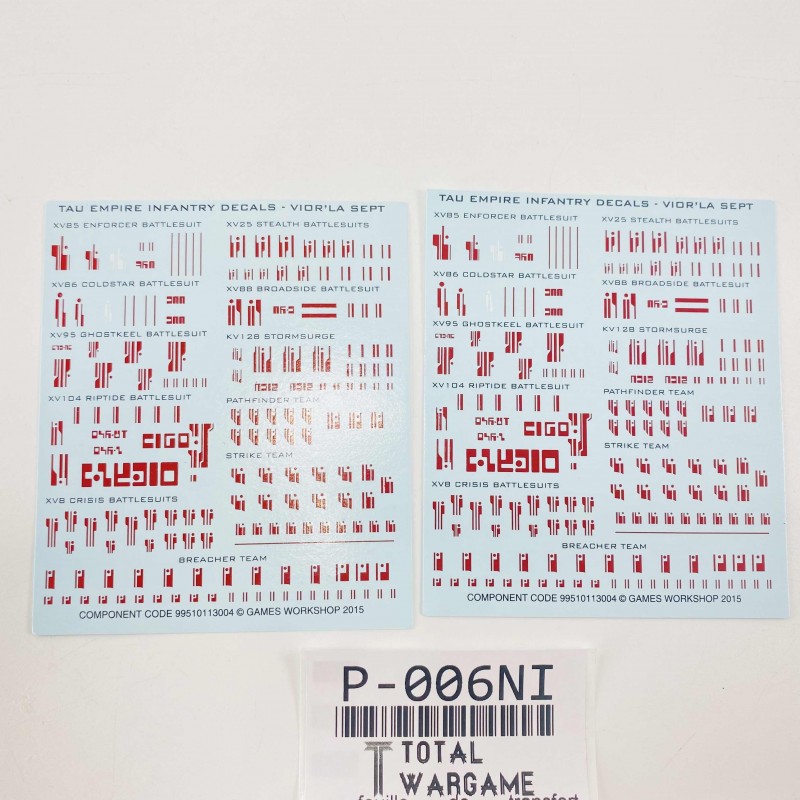 TAU EMPIRE INFANTRY DECALS - VIOR'LA SEPT
XV85 ENFORCER BATTLESUIT
XV25 STEALTH BATTLESUITS
XV86 COLDSTAR BATTLESUIT
XV88 BROADSIDE BATTLESUIT
XV95 GHOSTKEEL BATTLESUIT
KV128 STORMSURGE
XV104 RIPTIDE BATTLESUIT
PATHFINDER TEAM
STRIKE TEAM
XV8 CRISIS BATTLESUITS
BREACHER TEAM
COMPONENT CODE 99510113004 © GAMES WORKSHOP 2015
TAU EMPIRE INFANTRY DECALS - VIOR'LA SEPT
XV85 ENFORCER BATTLESUIT
XV25 STEALTH BATTLESUITS
XV86 COLDSTAR BATTLESUIT
XV88 BROADSIDE BATTLESUIT
XV95 GHOSTKEEL BATTLESUIT
KV128 STORMSURGE
XV104 RIPTIDE BATTLESUIT
PATHFINDER TEAM
STRIKE TEAM
XV8 CRISIS BATTLESUITS
BREACHER TEAM
COMPONENT CODE 99510113004 © GAMES WORKSHOP 2015
P-006NI
TOTAL
WARGAME
feuille de transfert